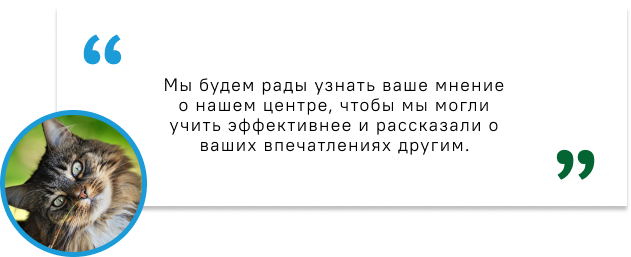 Мы будем рады узнать ваше мнение
о нашем центре, чтобы мы могли
учить эффективнее и рассказали о
ваших впечатлениях другим.